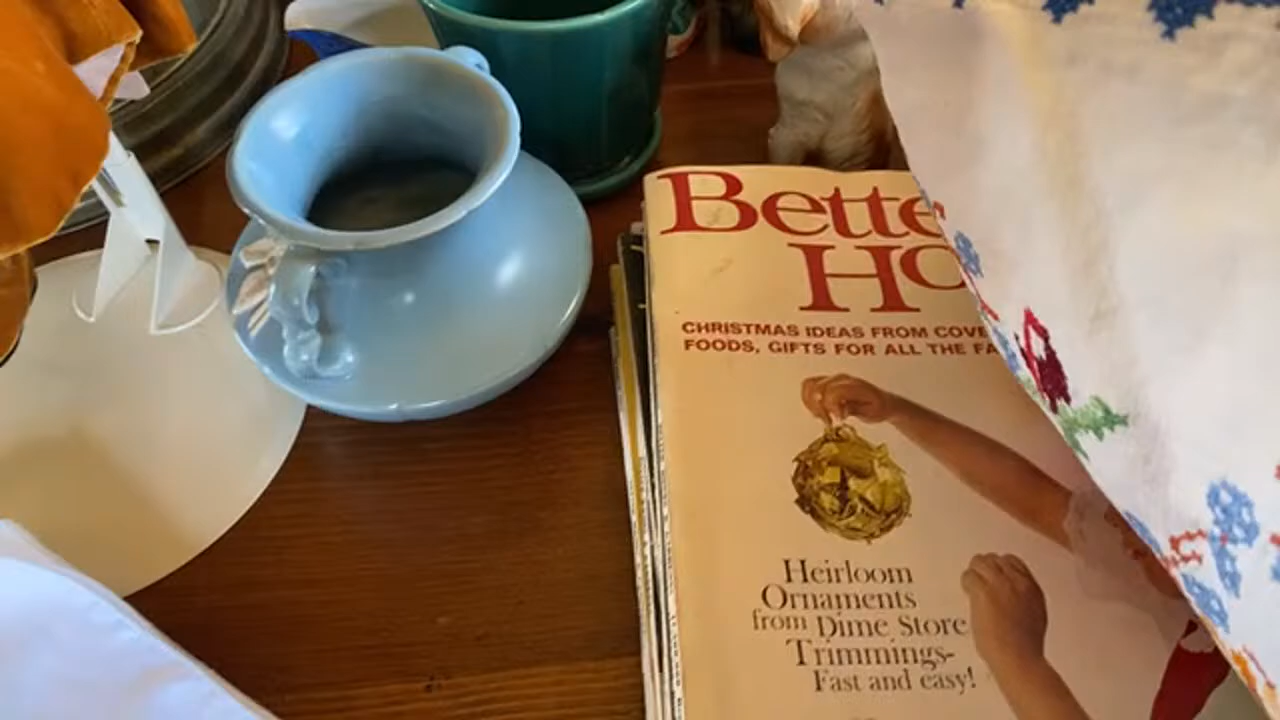 Bette
HO
CHRISTMAS IDEAS FROM COVE
FOODS, GIFTS FOR ALL THE FA
Heirloom
Ornaments
from Dime Store
Trimmings-
Fast and easy!